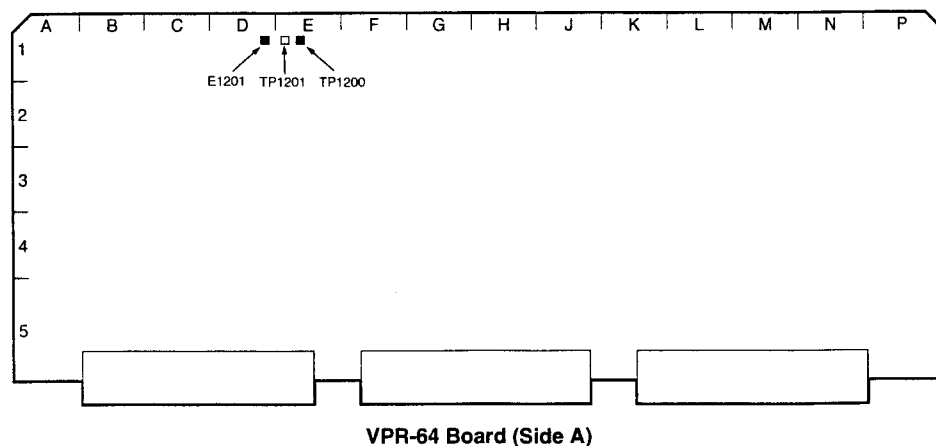 A B C D E F G H J K L M N P
1
E1201 TP1201 TP1200
2
3
4
5
VPR-64 Board (Side A)